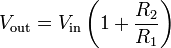 V_out = V_in ( 1 + R_2 / R_1 )